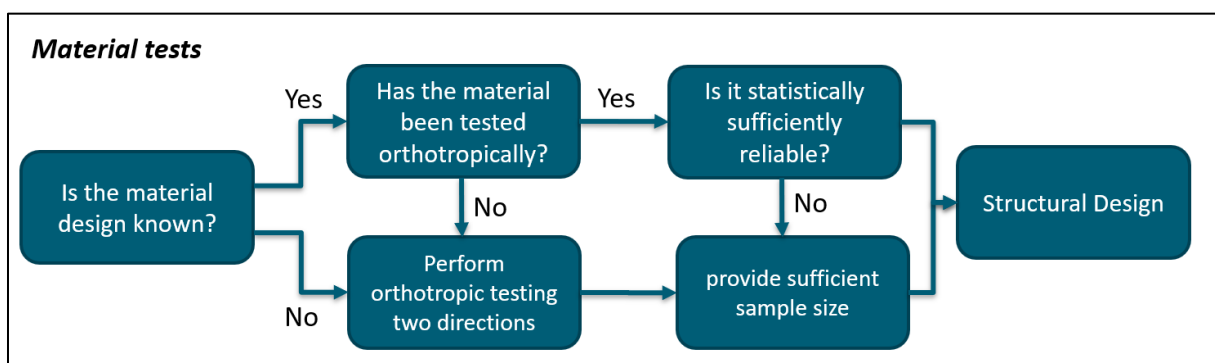 Material tests
Yes
Has the material
been tested
orthotropically?
Yes
Is it statistically
sufficiently
reliable?
Is the material
design known?
No
No
Structural Design
No
Perform
orthotropic testing
two directions
provide sufficient
sample size